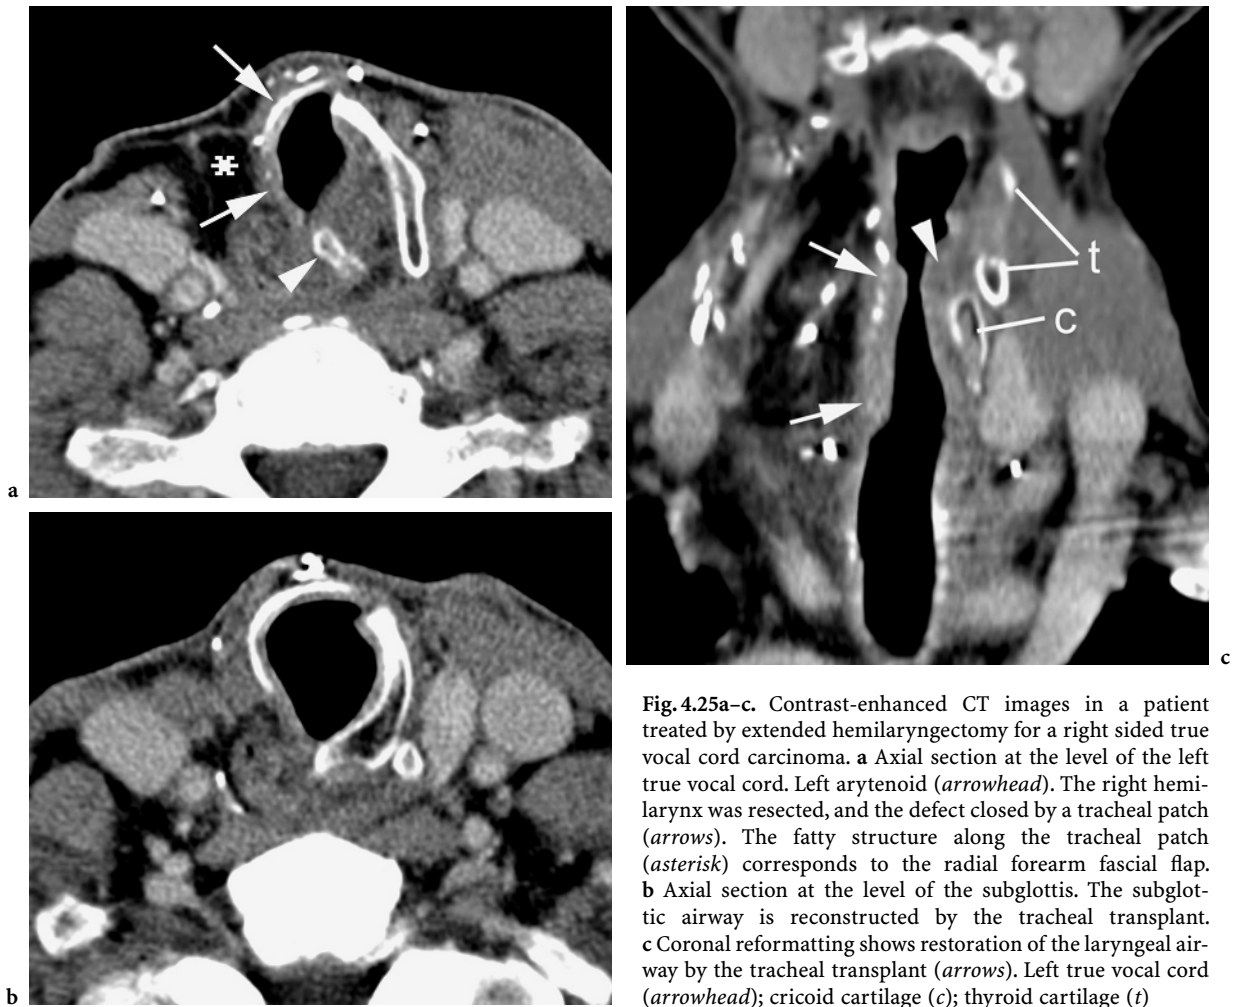 a
b
t
c
c
Fig. 4.25a–c. Contrast-enhanced CT images in a patient
treated by extended hemilaryngectomy for a right sided true
vocal cord carcinoma. a Axial section at the level of the left
true vocal cord. Left arytenoid (arrowhead). The right hemi-
larynx was resected, and the defect closed by a tracheal patch
(arrows). The fatty structure along the tracheal patch
(asterisk) corresponds to the radial forearm fascial flap.
b Axial section at the level of the subglottis. The subglot-
tic airway is reconstructed by the tracheal transplant.
c Coronal reformatting shows restoration of the laryngeal air-
way by the tracheal transplant (arrows). Left true vocal cord
(arrowhead); cricoid cartilage (c); thyroid cartilage (t)